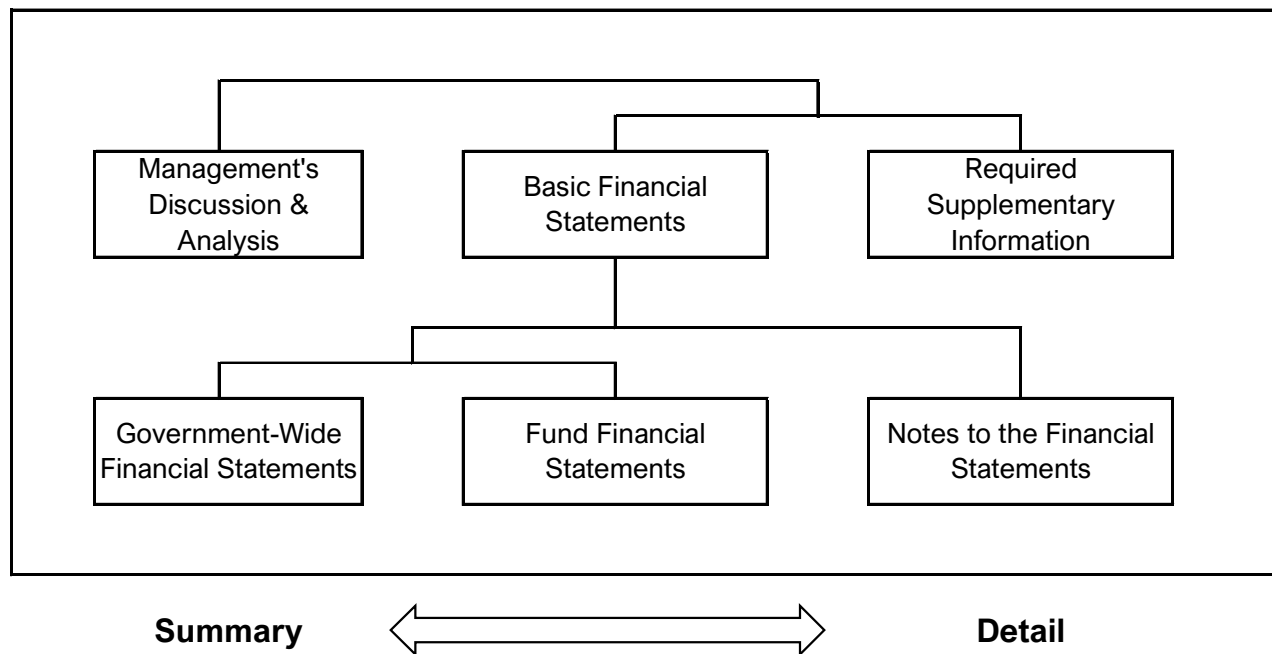 Management's
Discussion &
Analysis
Basic Financial
Statements
Required
Supplementary
Information
Government-Wide
Financial Statements
Fund Financial
Statements
Notes to the Financial
Statements
Summary
Detail